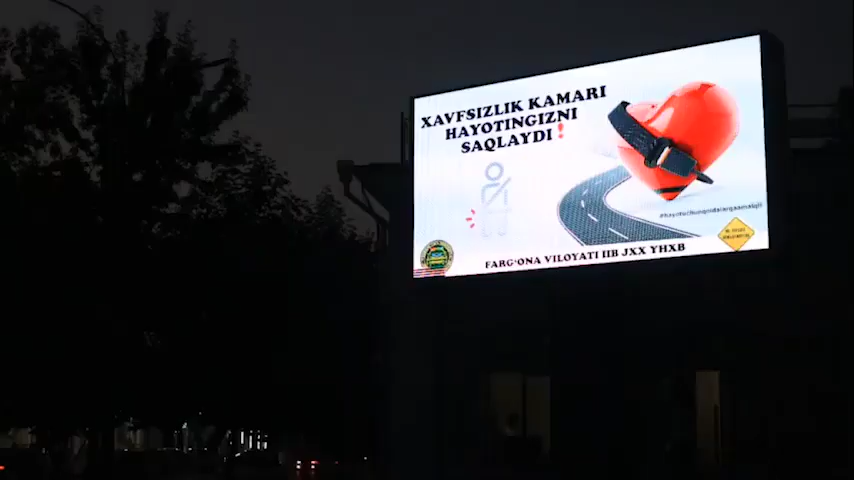 XAVFSIZLIK KAMARI
HAYOTINGIZNI
SAQLAYDI!
FARG'ONA VILOYATI IIB JXX YHXB